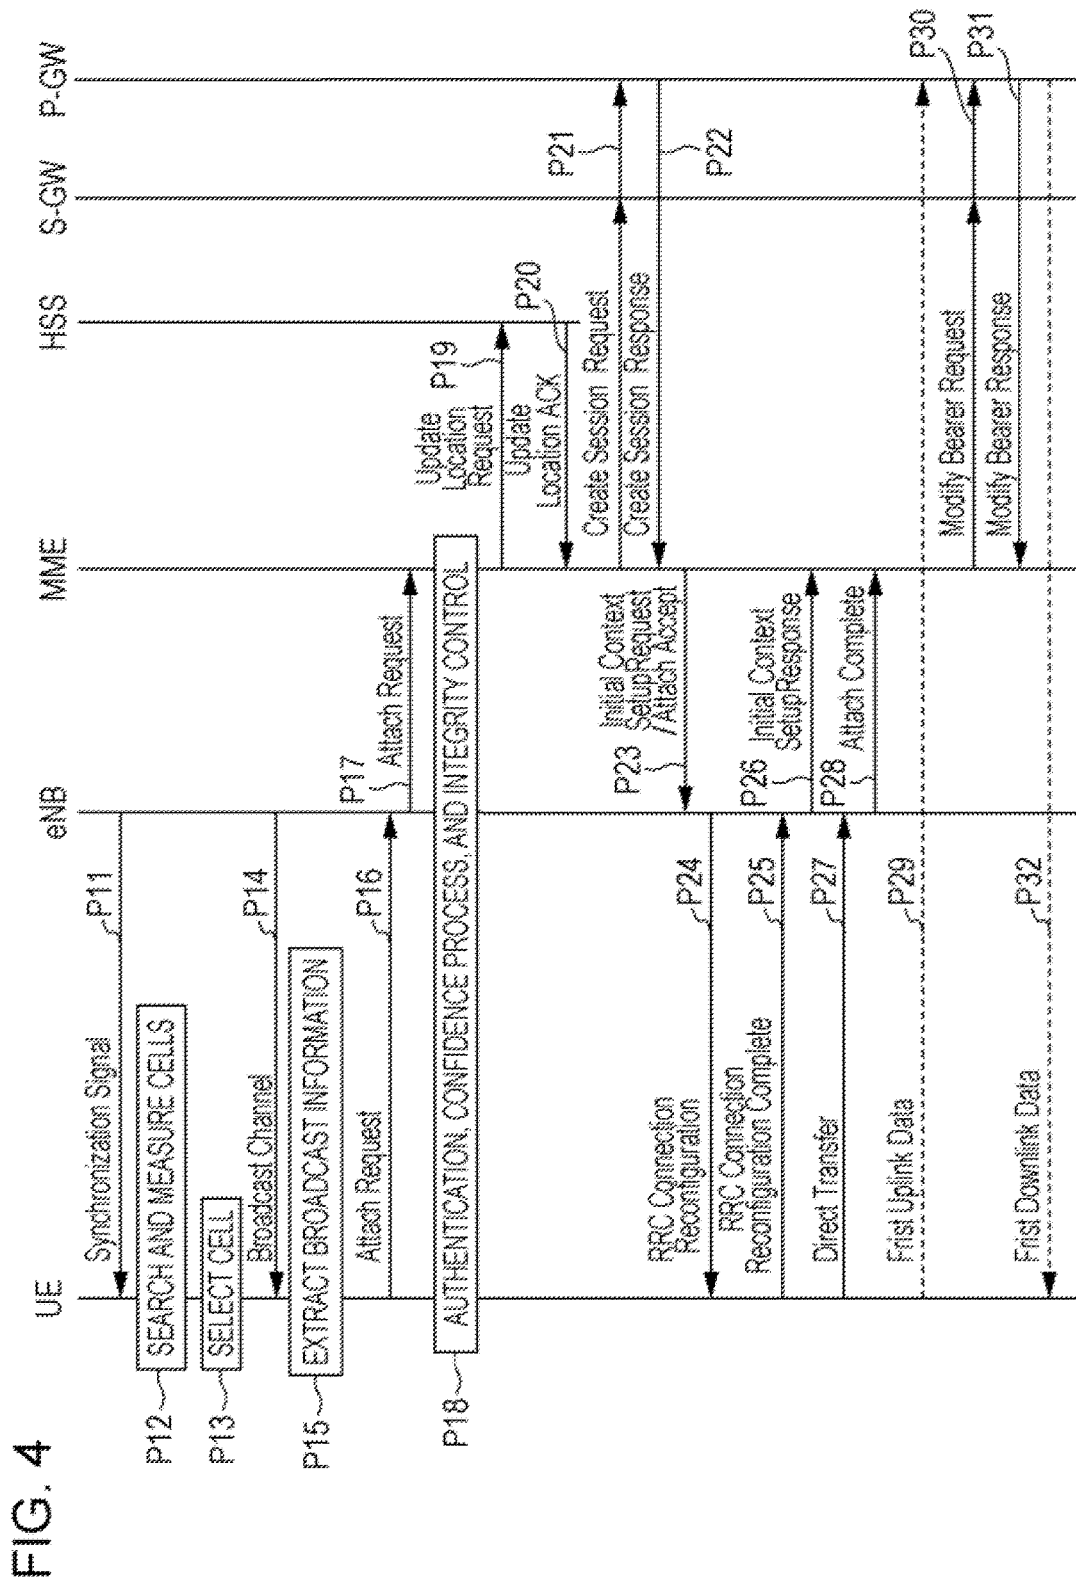 FIG. 4
UE
eNB
MME
HSS
S-GW
P-GW
Synchronization Signal
P11
P12
SEARCH AND MEASURE CELLS
P13
SELECT CELL
Broadcast Channel
P14
P15
EXTRACT BROADCAST INFORMATION
Attach Request
P16
P17
Attach Request
P18
AUTHENTICATION, CONFIDENCE PROCESS, AND INTEGRITY CONTROL
Update
Location
Request
P19
Update
Location ACK
P20
Create Session Request
P21
Create Session Response
P22
Initial Context
SetupRequest
/ Attach Accept
P23
RRC Connection
Reconfiguration
P24
RRC Connection
Reconfiguration Complete
P25
Initial Context
SetupResponse
P26
Direct Transfer
P27
Attach Complete
P28
Frist Uplink Data
P29
Modify Bearer Request
P30
Modify Bearer Response
P31
Frist Downlink Data
P32